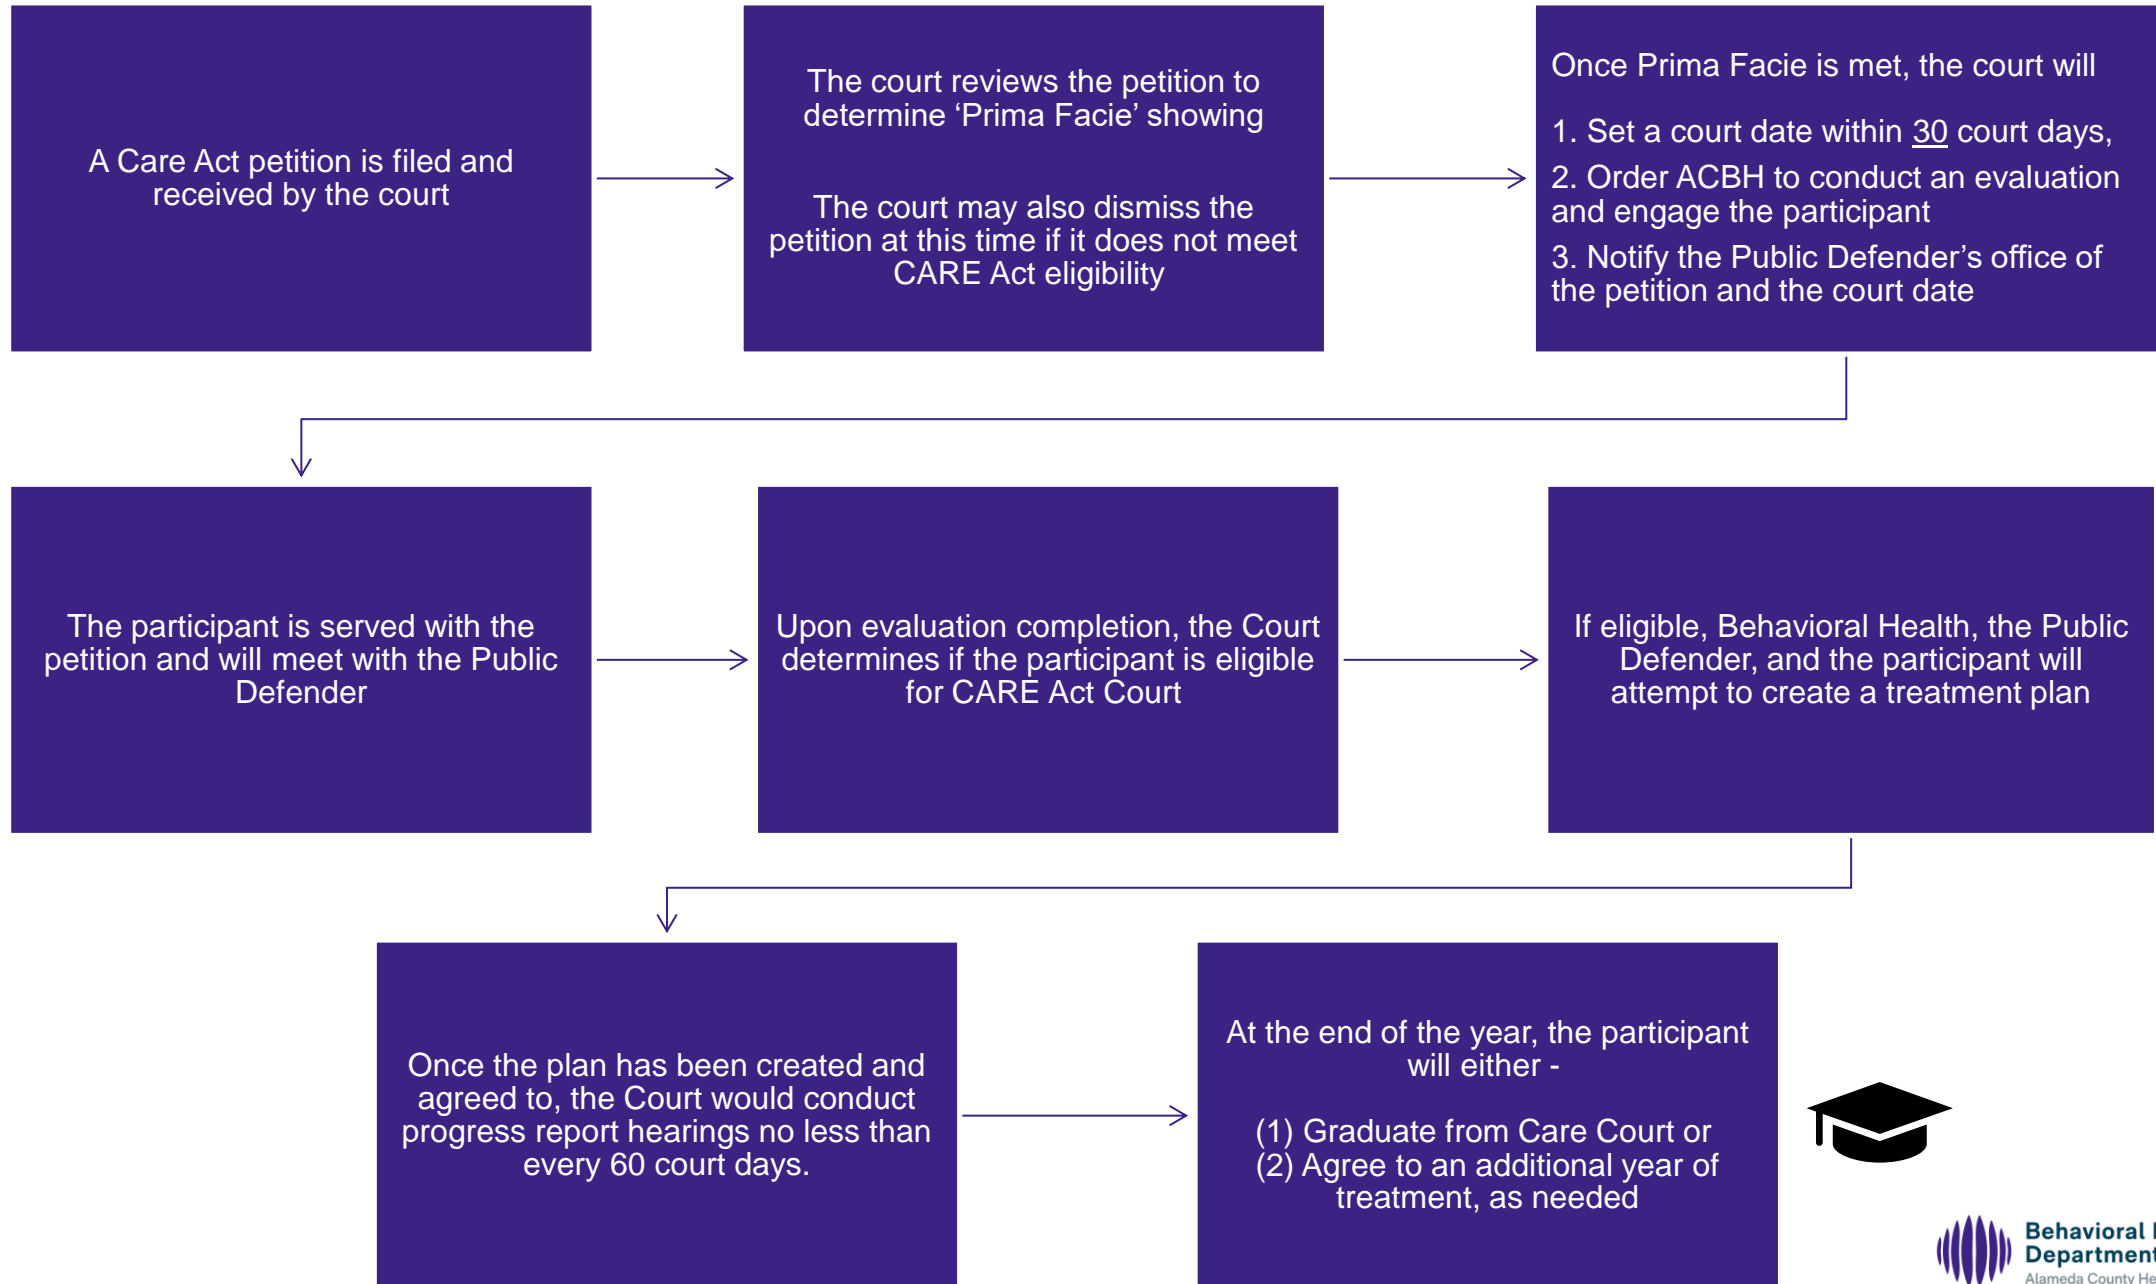 A Care Act petition is filed and
received by the court
The court reviews the petition to
determine ‘Prima Facie’ showing
The court may also dismiss the
petition at this time if it does not meet
CARE Act eligibility
Once Prima Facie is met, the court will
1. Set a court date within 30 court days,
2. Order ACBH to conduct an evaluation
and engage the participant
3. Notify the Public Defender’s office of
the petition and the court date
The participant is served with the
petition and will meet with the Public
Defender
Upon evaluation completion, the Court
determines if the participant is eligible
for CARE Act Court
If eligible, Behavioral Health, the Public
Defender, and the participant will
attempt to create a treatment plan
Once the plan has been created and
agreed to, the Court would conduct
progress report hearings no less than
every 60 court days.
At the end of the year, the participant
will either -
(1) Graduate from Care Court or
(2) Agree to an additional year of
treatment, as needed
Behavioral
Department
Alameda County